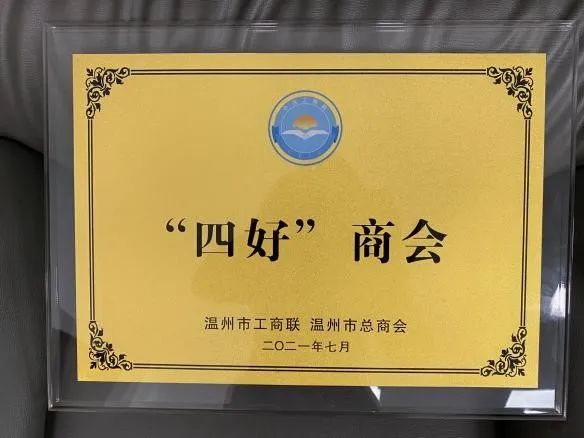 “四好”商会
温州市工商联 温州市总商会
二〇二一年七月